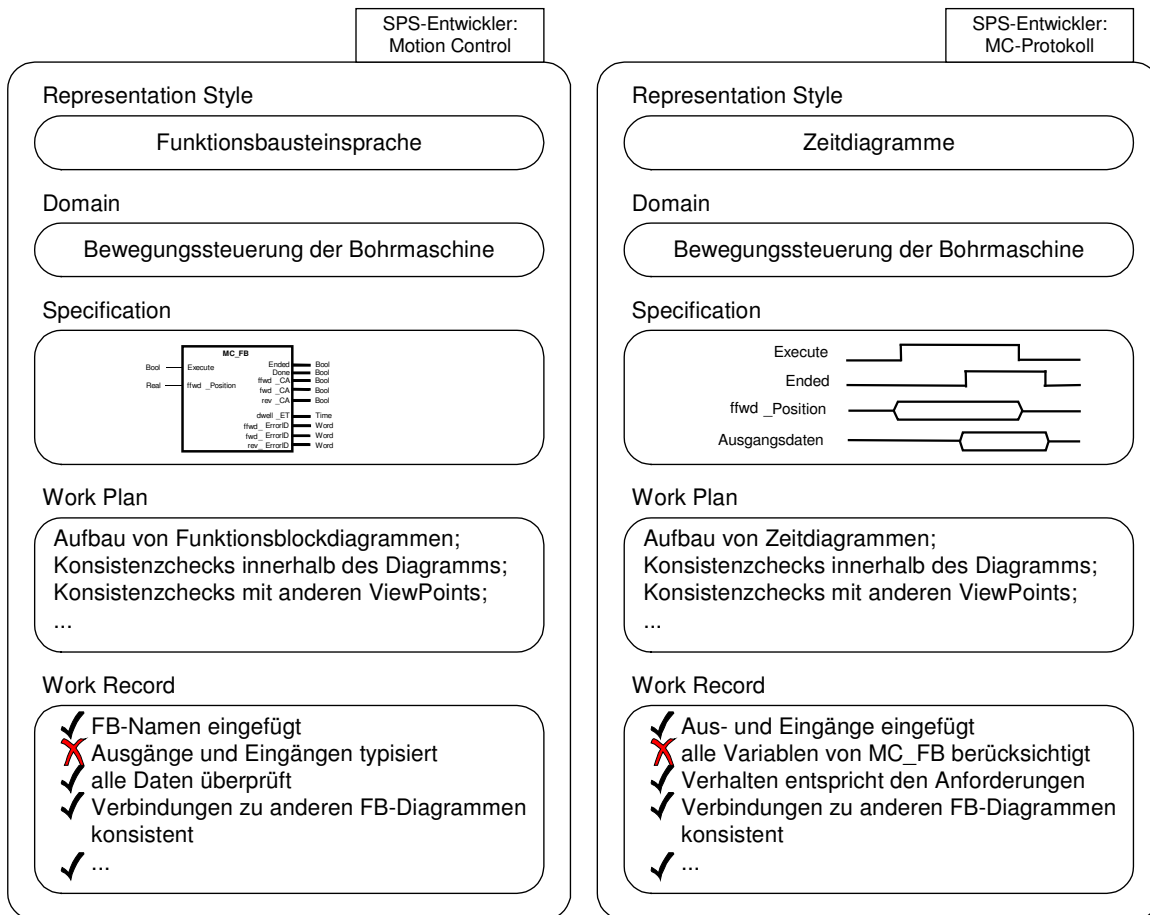 SPS-Entwickler:
Motion Control
Representation Style
Funktionsbausteinsprache
Domain
Bewegungssteuerung der Bohrmaschine
Specification
MC_FB
Bool
Execute
Ended
Bool
Done
Bool
Real
ffwd _Position
ffwd _CA
Bool
fwd _CA
Bool
rev _CA
Bool
dwell _ET
Time
ffwd_ ErrorID
Word
fwd_ ErrorID
Word
rev_ ErrorID
Word
Work Plan
Aufbau von Funktionsblockdiagrammen;
Konsistenzchecks innerhalb des Diagramms;
Konsistenzchecks mit anderen ViewPoints;
...
Work Record
FB-Namen eingefügt
Ausgänge und Eingängen typisiert
alle Daten überprüft
Verbindungen zu anderen FB-Diagrammen
konsistent
...
SPS-Entwickler:
MC-Protokoll
Representation Style
Zeitdiagramme
Domain
Bewegungssteuerung der Bohrmaschine
Specification
Execute
Ended
ffwd _Position
Ausgangsdaten
Work Plan
Aufbau von Zeitdiagrammen;
Konsistenzchecks innerhalb des Diagramms;
Konsistenzchecks mit anderen ViewPoints;
...
Work Record
Aus- und Eingänge eingefügt
alle Variablen von MC_FB berücksichtigt
Verhalten entspricht den Anforderungen
Verbindungen zu anderen FB-Diagrammen
konsistent
...